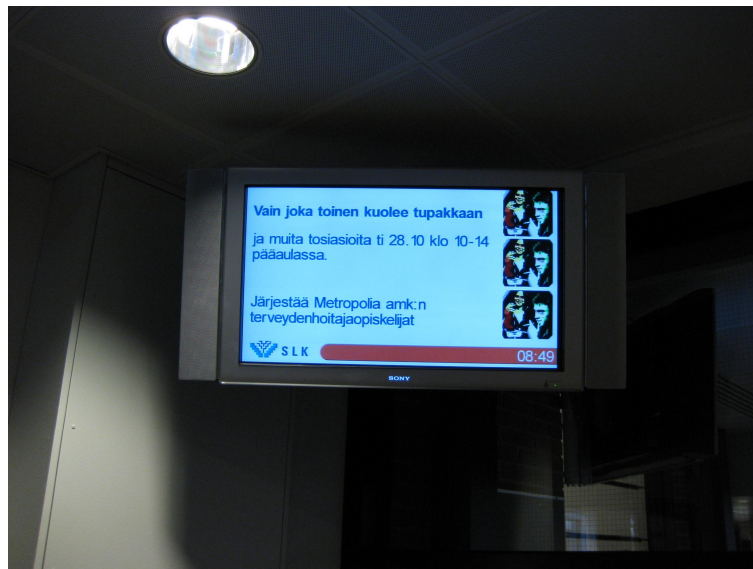 Vain joka toinen kuolee tupakkaan
ja muita tosiasioita ti 28.10 klo 10-14
pääaulassa.
Järjestää Metropolia amk:n
terveydenhoitajaopiskelijat
SLK
08:49
SONY